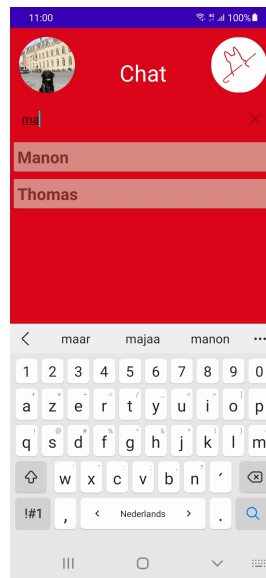 11:00 100%
Chat
ma
Manon
Thomas
maar majaa manon
1 2 3 4 5 6 7 8 9 0
a z e r t y u i o p
q s d f g h j k l m
w x c v b n ´
!#1 , < Nederlands > .